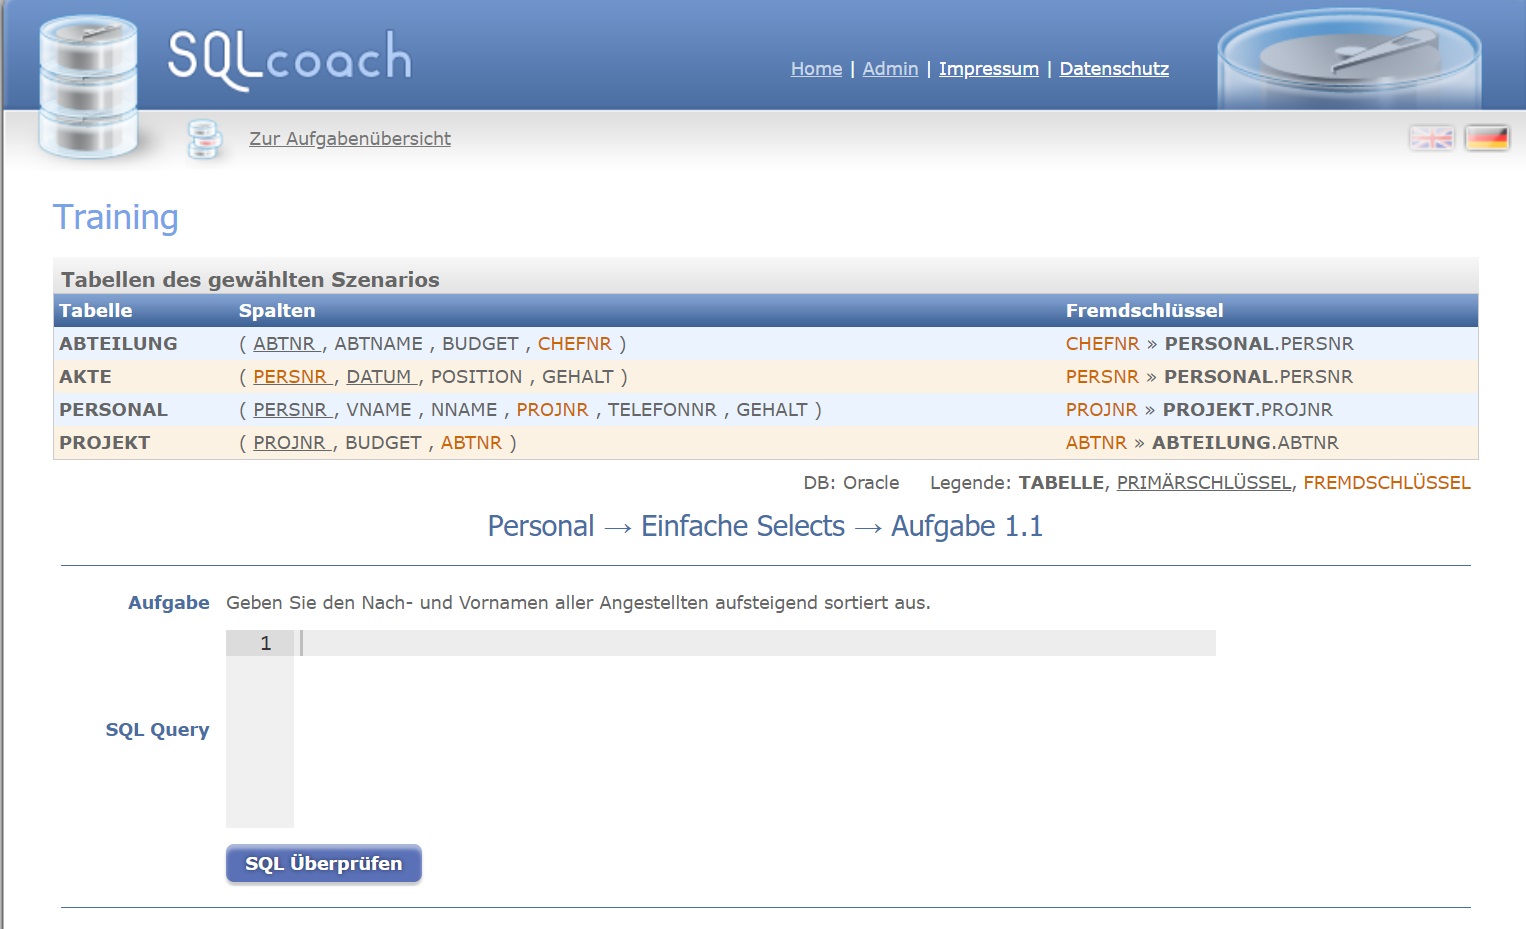 SQLcoach
Home | Admin | Impressum | Datenschutz
Zur Aufgabenübersicht
Training
Tabellen des gewählten Szenarios
Tabelle Spalten Fremdschlüssel
ABTEILUNG ( ABTNR , ABTNAME , BUDGET , CHEFNR ) CHEFNR » PERSONAL.PERSNR
AKTE ( PERSNR , DATUM , POSITION , GEHALT ) PERSNR » PERSONAL.PERSNR
PERSONAL ( PERSNR , VNAME , NNAME , PROJNR , TELEFONNR , GEHALT ) PROJNR » PROJEKT.PROJNR
PROJEKT ( PROJNR , BUDGET , ABTNR ) ABTNR » ABTEILUNG.ABTNR
DB: Oracle Legende: TABELLE, PRIMÄRSCHLÜSSEL, FREMDSCHLÜSSEL
Personal → Einfache Selects → Aufgabe 1.1
Aufgabe Geben Sie den Nach- und Vornamen aller Angestellten aufsteigend sortiert aus.
1
SQL Query
SQL Überprüfen